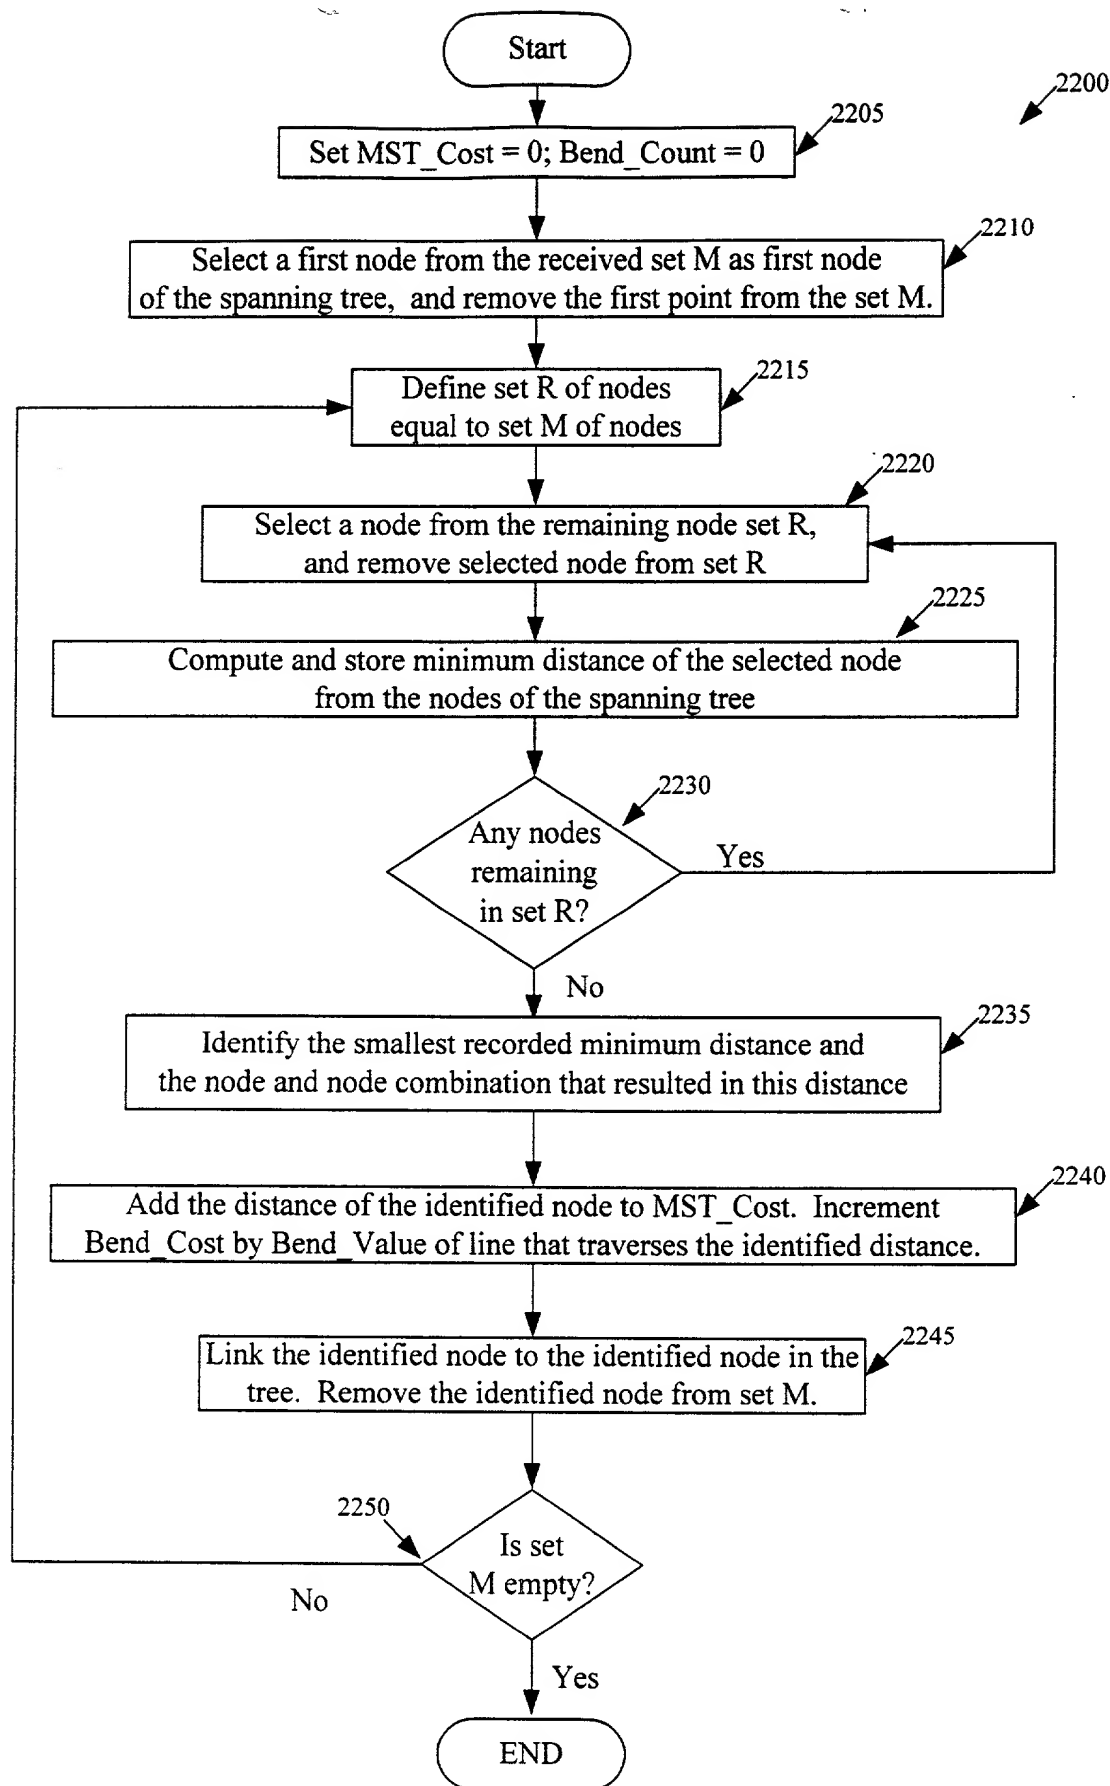 Start
2200
2205
Set MST_Cost = 0; Bend_Count = 0
2210
Select a first node from the received set M as first node
of the spanning tree, and remove the first point from the set M.
2215
Define set R of nodes
equal to set M of nodes
2220
Select a node from the remaining node set R,
and remove selected node from set R
2225
Compute and store minimum distance of the selected node
from the nodes of the spanning tree
2230
Any nodes
remaining
in set R?
Yes
No
2235
Identify the smallest recorded minimum distance and
the node and node combination that resulted in this distance
2240
Add the distance of the identified node to MST_Cost. Increment
Bend_Cost by Bend_Value of line that traverses the identified distance.
2245
Link the identified node to the identified node in the
tree. Remove the identified node from set M.
2250
Is set
M empty?
No
Yes
END